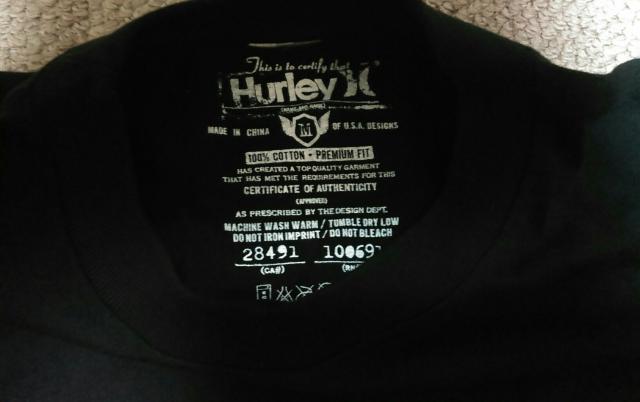 This is to certify that
Hurley
MADE IN CHINA M OF U.S.A. DESIGNS
100% COTTON • PREMIUM FIT
HAS CREATED A TOP QUALITY GARMENT
THAT HAS MET THE REQUIREMENTS FOR THIS
CERTIFICATE OF AUTHENTICITY
(APPROVED)
AS PRESCRIBED BY THE DESIGN DEPT.
MACHINE WASH WARM / TUMBLE DRY LOW
DO NOT IRON IMPRINT / DO NOT BLEACH
28491 10069
(CA#)